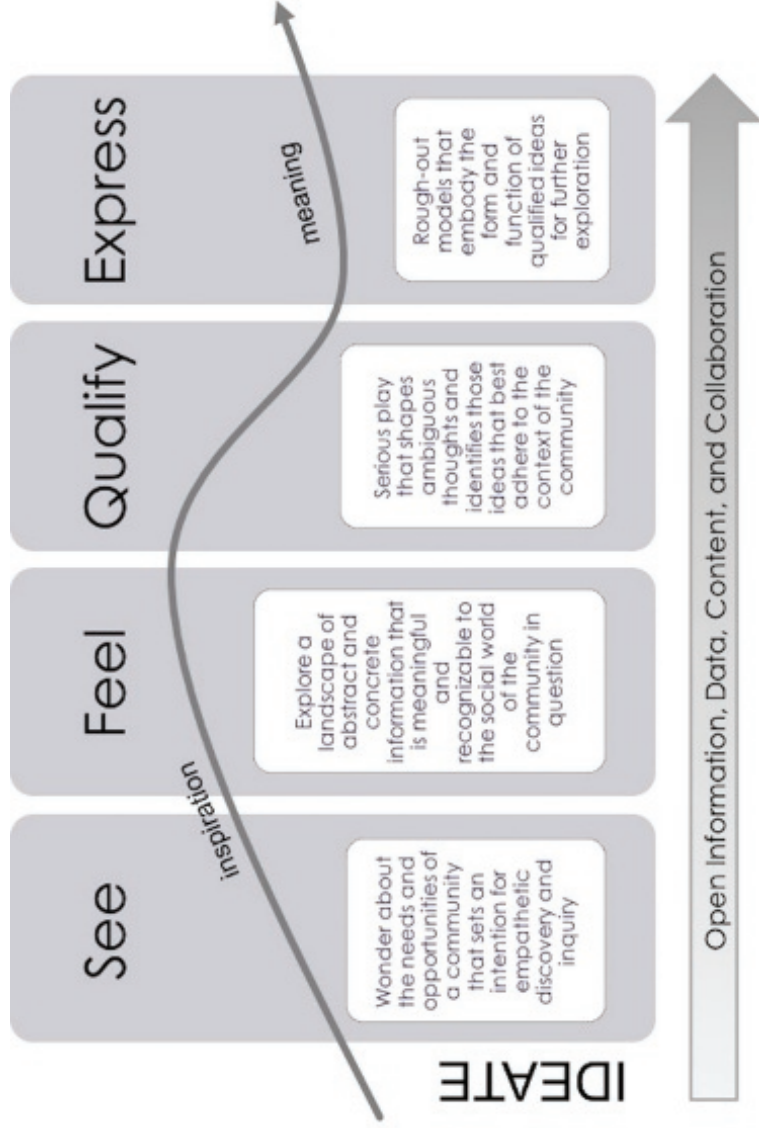 IDEATE
See
Wonder about
the needs and
opportunities of
a community
that sets an
intention for
empathetic
discovery and
inquiry
inspiration
Feel
Explore a
landscape of
abstract and
concrete
information that
is meaningful
and
recognizable to
the social world
of the
community in
question
Qualify
Serious play
that shapes
ambiguous
thoughts and
identifies those
ideas that best
adhere to the
context of the
community
Express
meaning
Rough-out
models that
embody the
form and
function of
qualified ideas
for further
exploration
Open Information, Data, Content, and Collaboration